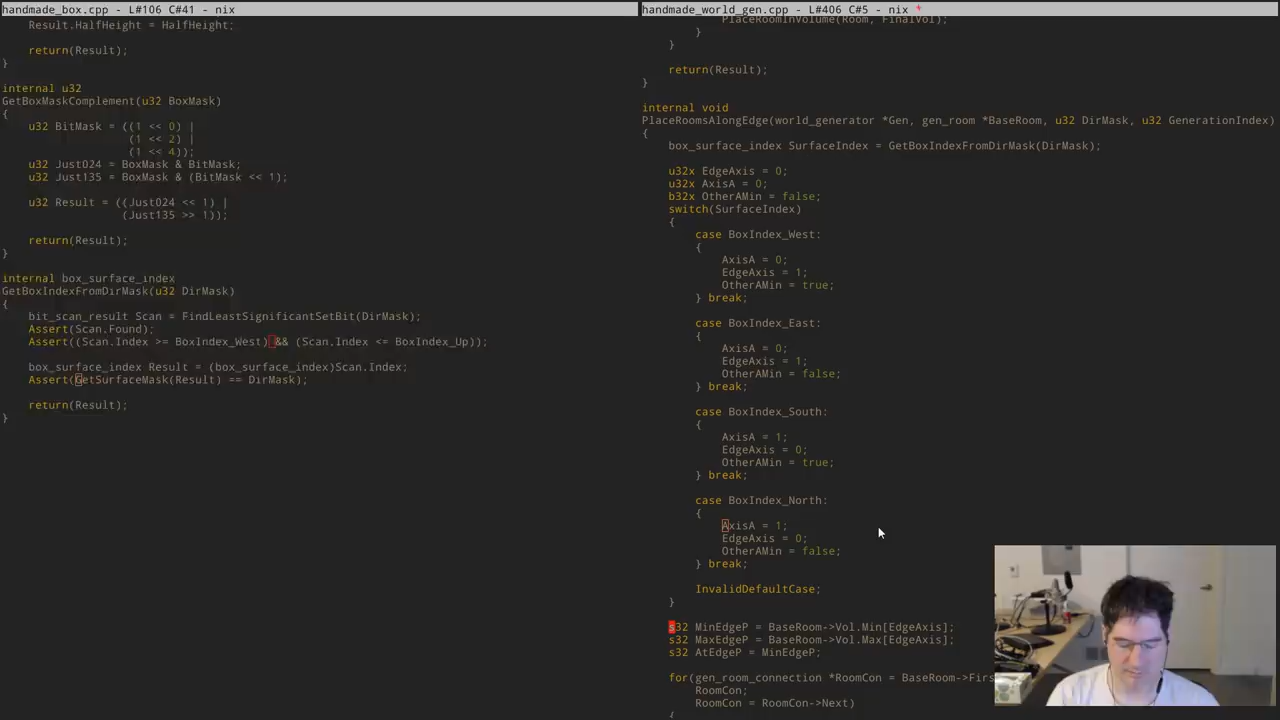 handmade_box.cpp - L#106 C#41 - nix
    Result.HalfHeight = HalfHeight;

    return(Result);
}

internal u32
GetBoxMaskComplement(u32 BoxMask)
{
    u32 BitMask = ((1 << 0) |
                   (1 << 2) |
                   (1 << 4));
    u32 Just024 = BoxMask & BitMask;
    u32 Just135 = BoxMask & (BitMask << 1);

    u32 Result = ((Just024 << 1) |
                  (Just135 >> 1));

    return(Result);
}

internal box_surface_index
GetBoxIndexFromDirMask(u32 DirMask)
{
    bit_scan_result Scan = FindLeastSignificantSetBit(DirMask);
    Assert(Scan.Found);
    Assert((Scan.Index >= BoxIndex_West) && (Scan.Index <= BoxIndex_Up));

    box_surface_index Result = (box_surface_index)Scan.Index;
    Assert(GetSurfaceMask(Result) == DirMask);

    return(Result);
}
handmade_world_gen.cpp - L#406 C#5 - nix *
            PlaceRoomInVolume(Room, FinalVol);
        }
    }

    return(Result);
}

internal void
PlaceRoomsAlongEdge(world_generator *Gen, gen_room *BaseRoom, u32 DirMask, u32 GenerationIndex)
{
    box_surface_index SurfaceIndex = GetBoxIndexFromDirMask(DirMask);

    u32x EdgeAxis = 0;
    u32x AxisA = 0;
    b32x OtherAMin = false;
    switch(SurfaceIndex)
    {
        case BoxIndex_West:
        {
            AxisA = 0;
            EdgeAxis = 1;
            OtherAMin = true;
        } break;

        case BoxIndex_East:
        {
            AxisA = 0;
            EdgeAxis = 1;
            OtherAMin = false;
        } break;

        case BoxIndex_South:
        {
            AxisA = 1;
            EdgeAxis = 0;
            OtherAMin = true;
        } break;

        case BoxIndex_North:
        {
            AxisA = 1;
            EdgeAxis = 0;
            OtherAMin = false;
        } break;

        InvalidDefaultCase;
    }

    s32 MinEdgeP = BaseRoom->Vol.Min[EdgeAxis];
    s32 MaxEdgeP = BaseRoom->Vol.Max[EdgeAxis];
    s32 AtEdgeP = MinEdgeP;

    for(gen_room_connection *RoomCon = BaseRoom->Firs
        RoomCon;
        RoomCon = RoomCon->Next)
    {